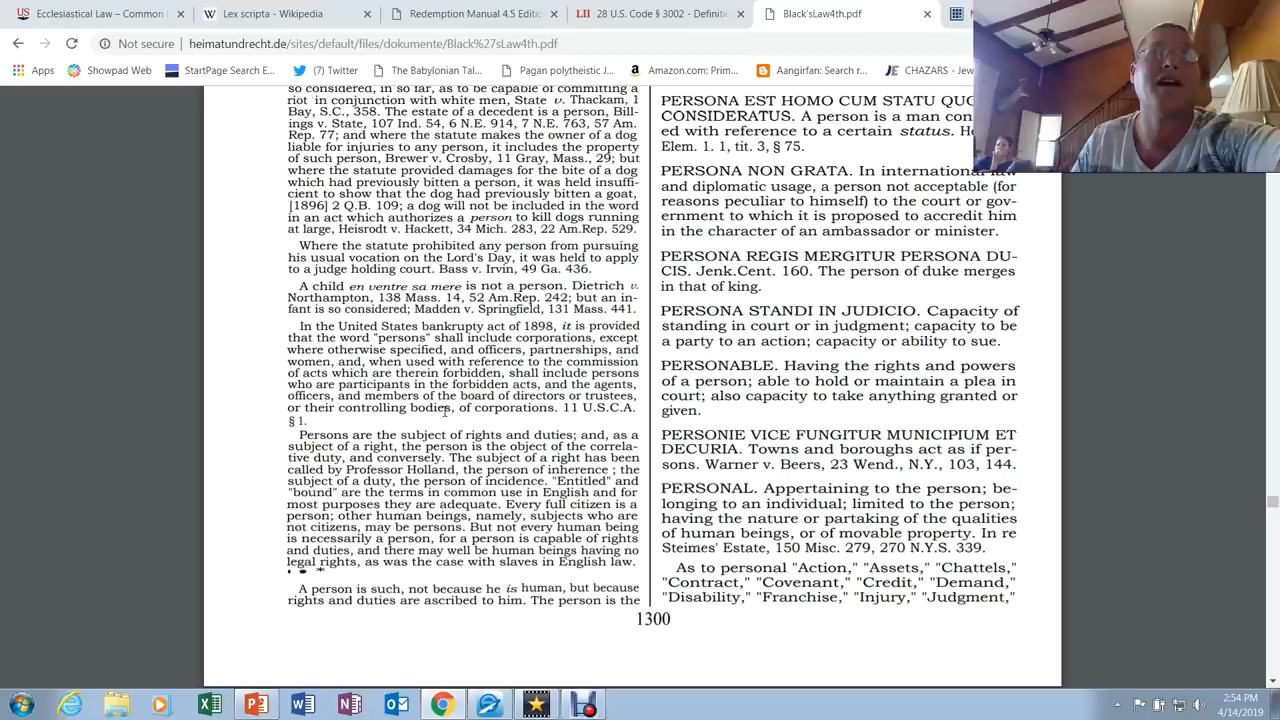 Ecclesiastical Law – Common
Lex scripta - Wikipedia
Redemption Manual 4.5 Edition
28 U.S. Code § 3002 - Definiti
Black'sLaw4th.pdf
Not secure
heimatundrecht.de/sites/default/files/dokumente/Black%27sLaw4th.pdf
Apps
Showpad Web
StartPage Search E...
(7) Twitter
The Babylonian Tal...
Pagan polytheistic J...
Amazon.com: Prim...
Aangirfan: Search r...
CHAZARS - Jew
so considered, in so far, as to be capable of committing a
riot in conjunction with white men, State v. Thackam, 1
Bay, S.C., 358. The estate of a decedent is a person, Bill-
ings v. State, 107 Ind. 54, 6 N.E. 914, 7 N.E. 763, 57 Am.
Rep. 77; and where the statute makes the owner of a dog
liable for injuries to any person, it includes the property
of such person, Brewer v. Crosby, 11 Gray, Mass., 29; but
where the statute provided damages for the bite of a dog
which had previously bitten a person, it was held insuffi-
cient to show that the dog had previously bitten a goat,
[1896] 2 Q.B. 109; a dog will not be included in the word
in an act which authorizes a person to kill dogs running
at large, Heisrodt v. Hackett, 34 Mich. 283, 22 Am.Rep. 529.
Where the statute prohibited any person from pursuing
his usual vocation on the Lord's Day, it was held to apply
to a judge holding court. Bass v. Irvin, 49 Ga. 436.
A child en ventre sa mere is not a person. Dietrich v.
Northampton, 138 Mass. 14, 52 Am.Rep. 242; but an in-
fant is so considered; Madden v. Springfield, 131 Mass. 441.
In the United States bankrupty act of 1898, it is provided
that the word "persons" shall include corporations, except
where otherwise specified, and officers, partnerships, and
women, and, when used with reference to the commission
of acts which are therein forbidden, shall include persons
who are participants in the forbidden acts, and the agents,
officers, and members of the board of directors or trustees,
or their controlling bodies, of corporations. 11 U.S.C.A.
§ 1.
Persons are the subject of rights and duties; and, as a
subject of a right, the person is the object of the correla-
tive duty, and conversely. The subject of a right has been
called by Professor Holland, the person of inherence ; the
subject of a duty, the person of incidence. "Entitled" and
"bound" are the terms in common use in English and for
most purposes they are adequate. Every full citizen is a
person; other human beings, namely, subjects who are
not citizens, may be persons. But not every human being
is necessarily a person, for a person is capable of rights
and duties, and there may well be human beings having no
legal rights, as was the case with slaves in English law.
• • *
A person is such, not because he is human, but because
rights and duties are ascribed to him. The person is the
PERSONA EST HOMO CUM STATU QUO
CONSIDERATUS. A person is a man con
ed with reference to a certain status.
Elem. 1. 1, tit. 3, § 75.
PERSONA NON GRATA. In international law
and diplomatic usage, a person not acceptable (for
reasons peculiar to himself) to the court or gov-
ernment to which it is proposed to accredit him
in the character of an ambassador or minister.
PERSONA REGIS MERGITUR PERSONA DU-
CIS. Jenk.Cent. 160. The person of duke merges
in that of king.
PERSONA STANDI IN JUDICIO. Capacity of
standing in court or in judgment; capacity to be
a party to an action; capacity or ability to sue.
PERSONABLE. Having the rights and powers
of a person; able to hold or maintain a plea in
court; also capacity to take anything granted or
given.
PERSONIE VICE FUNGITUR MUNICIPIUM ET
DECURIA. Towns and boroughs act as if per-
sons. Warner v. Beers, 23 Wend., N.Y., 103, 144.
PERSONAL. Appertaining to the person; be-
longing to an individual; limited to the person;
having the nature or partaking of the qualities
of human beings, or of movable property. In re
Steimes' Estate, 150 Misc. 279, 270 N.Y.S. 339.
As to personal "Action," "Assets," "Chattels,"
"Contract," "Covenant," "Credit," "Demand,"
"Disability," "Franchise," "Injury," "Judgment,"
1300
2:54 PM
4/14/2019